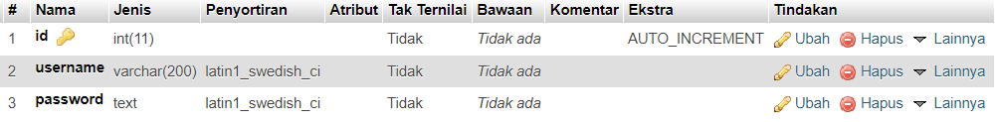 # Nama Jenis Penyortiran Atribut Tak Ternilai Bawaan Komentar Ekstra Tindakan
1 id int(11) Tidak Tidak ada AUTO_INCREMENT Ubah Hapus Lainnya
2 username varchar(200) latin1_swedish_ci Tidak Tidak ada Ubah Hapus Lainnya
3 password text latin1_swedish_ci Tidak Tidak ada Ubah Hapus Lainnya